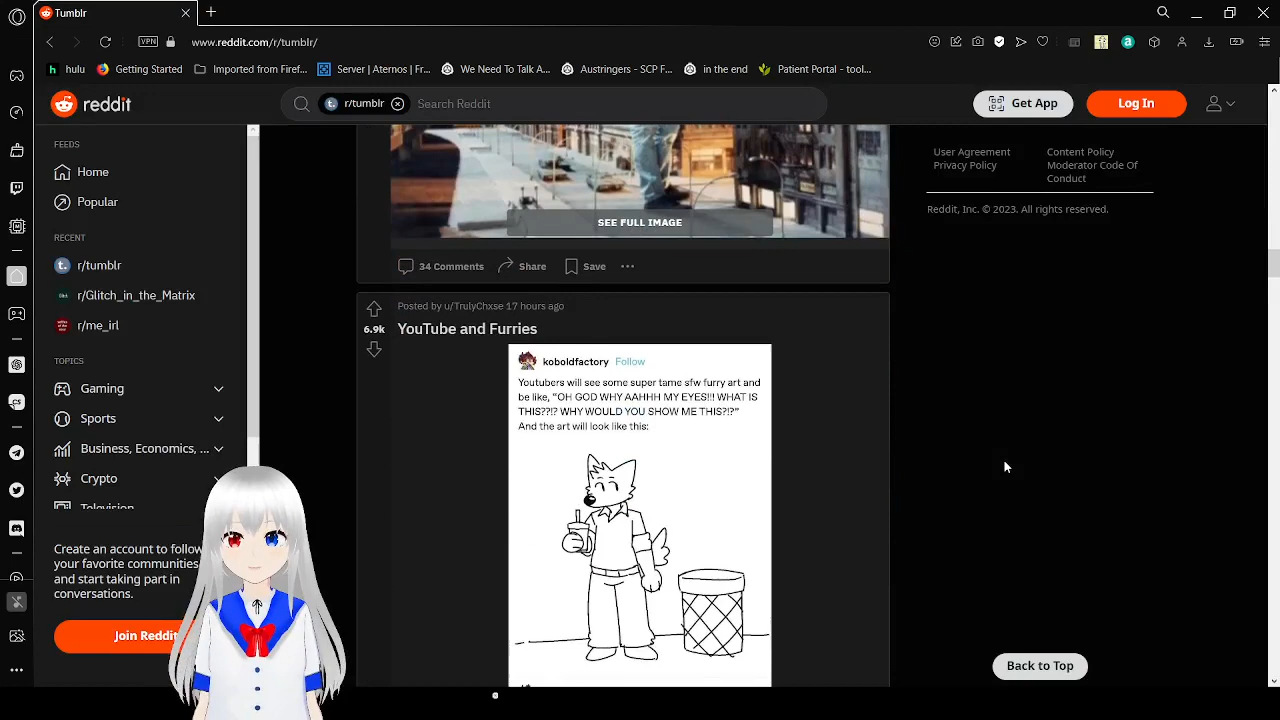 Tumblr
VPN
www.reddit.com/r/tumblr/
h hulu
Getting Started
Imported from Firef...
Server | Aternos | Fr...
We Need To Talk A...
Austringers - SCP F...
in the end
Patient Portal - tool...
reddit
r/tumblr
Search Reddit
Get App
Log In
FEEDS
Home
Popular
RECENT
r/tumblr
r/Glitch_in_the_Matrix
r/me_irl
TOPICS
Gaming
Sports
Business, Economics, ...
Crypto
Television
Create an account to follow
your favorite communities
and start taking part in
conversations.
Join Reddit
SEE FULL IMAGE
34 Comments
Share
Save
Posted by u/TrulyChxse 17 hours ago
6.9k
YouTube and Furries
koboldfactory Follow
Youtubers will see some super tame sfw furry art and
be like, “OH GOD WHY AAHHH MY EYES!!! WHAT IS
THIS??!? WHY WOULD YOU SHOW ME THIS?!?”
And the art will look like this:
User Agreement
Privacy Policy
Content Policy
Moderator Code Of
Conduct
Reddit, Inc. © 2023. All rights reserved.
Back to Top